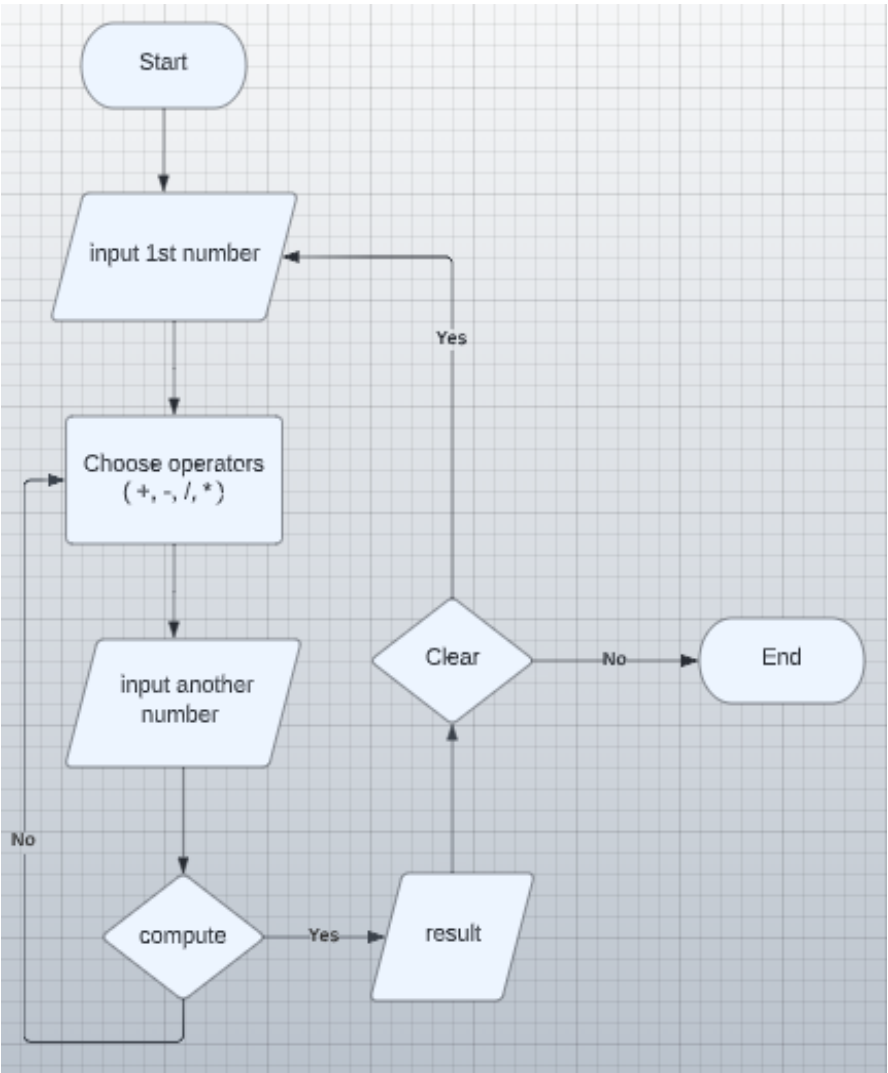 Start
input 1st number
Yes
Choose operators
( +, -, /, * )
Clear
No
End
input another
number
No
compute
Yes
result